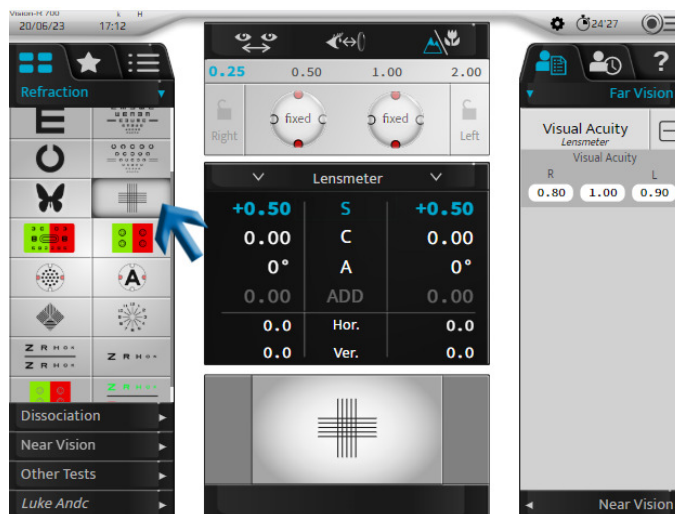 Vision-R 700
R H
20/06/23 17:12
24'27
Refraction
Far Vision
0.25 0.50 1.00 2.00
Right fixed fixed Left
Visual Acuity
Lensmeter
Visual Acuity
R L
0.80 1.00 0.90
Lensmeter
+0.50 S +0.50
0.00 C 0.00
0° A 0°
0.00 ADD 0.00
0.0 Hor. 0.0
0.0 Ver. 0.0
E
A
Z R H O
Z R H O
Z R H O
Dissociation
Near Vision
Other Tests
Luke Andc
Near Vision